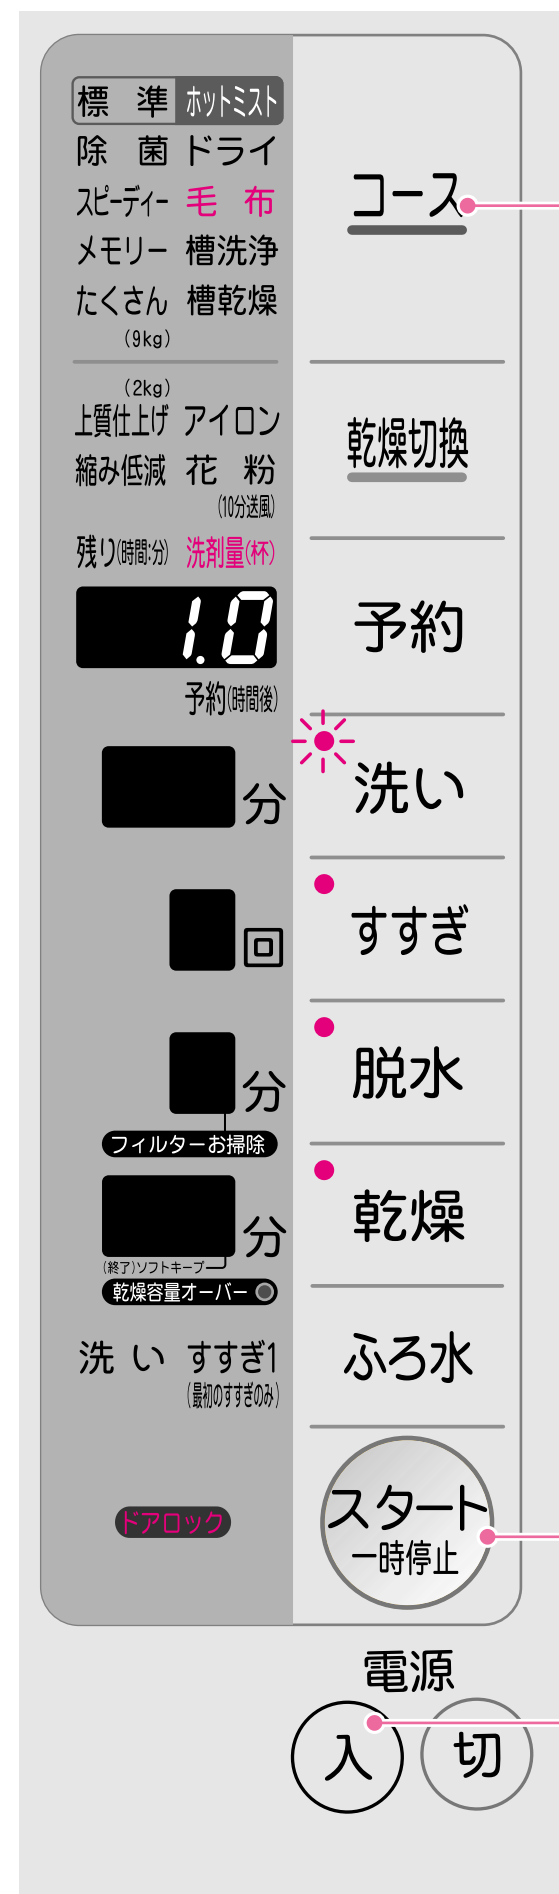 標 準 ホットミスト
除 菌 ドライ
スピーディー 毛 布
メモリー 槽洗浄
たくさん 槽乾燥
(9kg)
コース
(2kg)
上質仕上げ アイロン
縮み低減 花 粉
(10分送風)
乾燥切換
残り(時間:分) 洗剤量(杯)
1.0
予約(時間後)
予約
分
洗い
回
すすぎ
分
フィルターお掃除
脱水
分
(終了)ソフトキープ
乾燥容量オーバー
乾燥
洗 い すすぎ1
(最初のすすぎのみ)
ふろ水
ドアロック
スタート
一時停止
電源
入 切